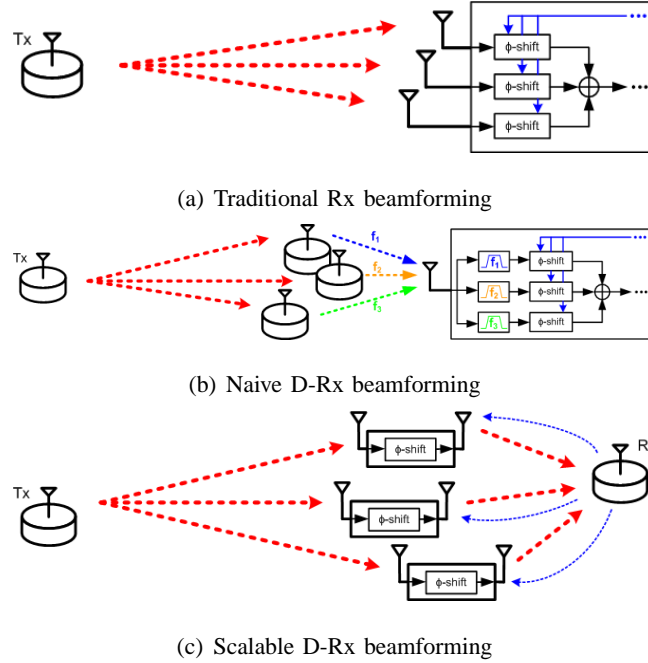 Tx
ϕ-shift
ϕ-shift
ϕ-shift
(a) Traditional Rx beamforming
Tx
f1
f2
f3
f1
f2
f3
ϕ-shift
ϕ-shift
ϕ-shift
(b) Naive D-Rx beamforming
Tx
ϕ-shift
ϕ-shift
ϕ-shift
R
(c) Scalable D-Rx beamforming